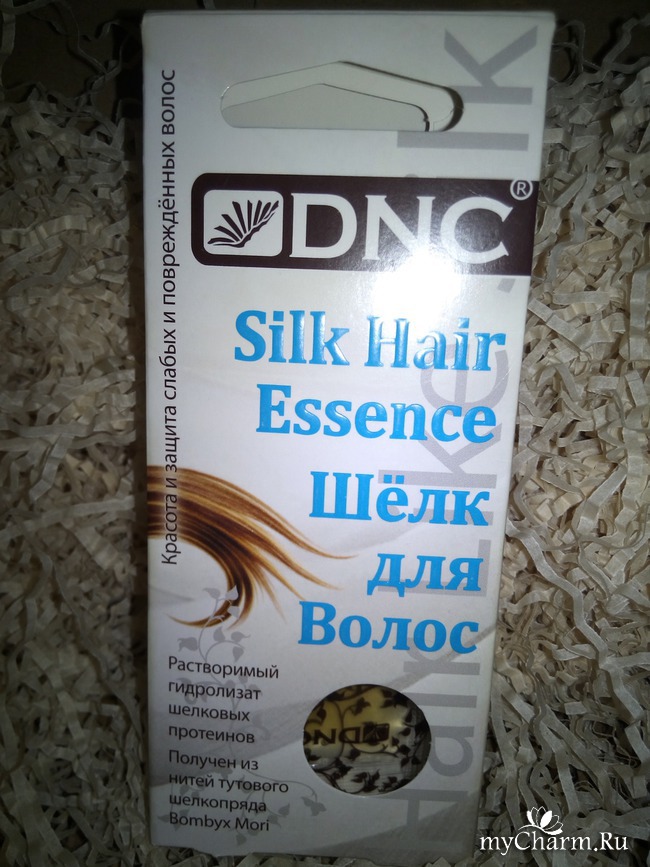 DNC®
Silk Hair
Essence
Шёлк
для
Волос
Красота и защита слабых и повреждённых волос
Растворимый
гидролизат
шелковых
протеинов
Получен из
нитей тутового
шелкопряда
Bombyx Mori
DNC
myCharm.Ru